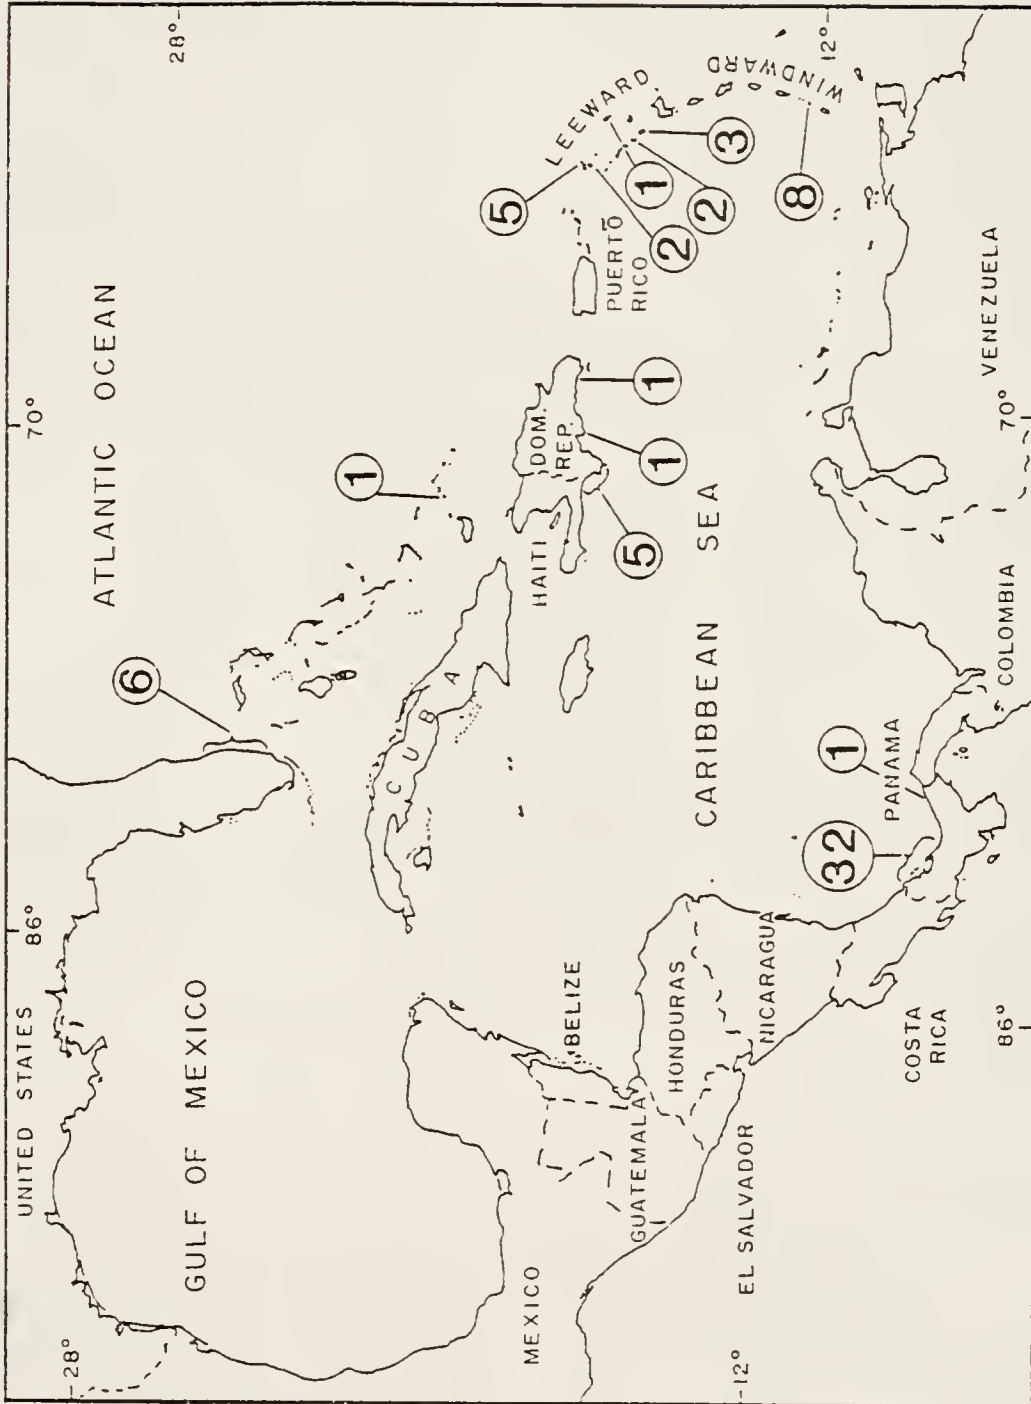 UNITED STATES
86°
70°
28°
28°
ATLANTIC OCEAN
GULF OF MEXICO
6
1
CUBA
5
LEEWARD
2
1
2
3
PUERTO
RICO
HAITI
DOM.
REP.
1
1
5
WINDWARD
8
12°
MEXICO
BELIZE
CARIBBEAN SEA
GUATEMALA
HONDURAS
EL SALVADOR
NICARAGUA
12°
32
1
PANAMA
COSTA
RICA
COLOMBIA
VENEZUELA
86°
70°